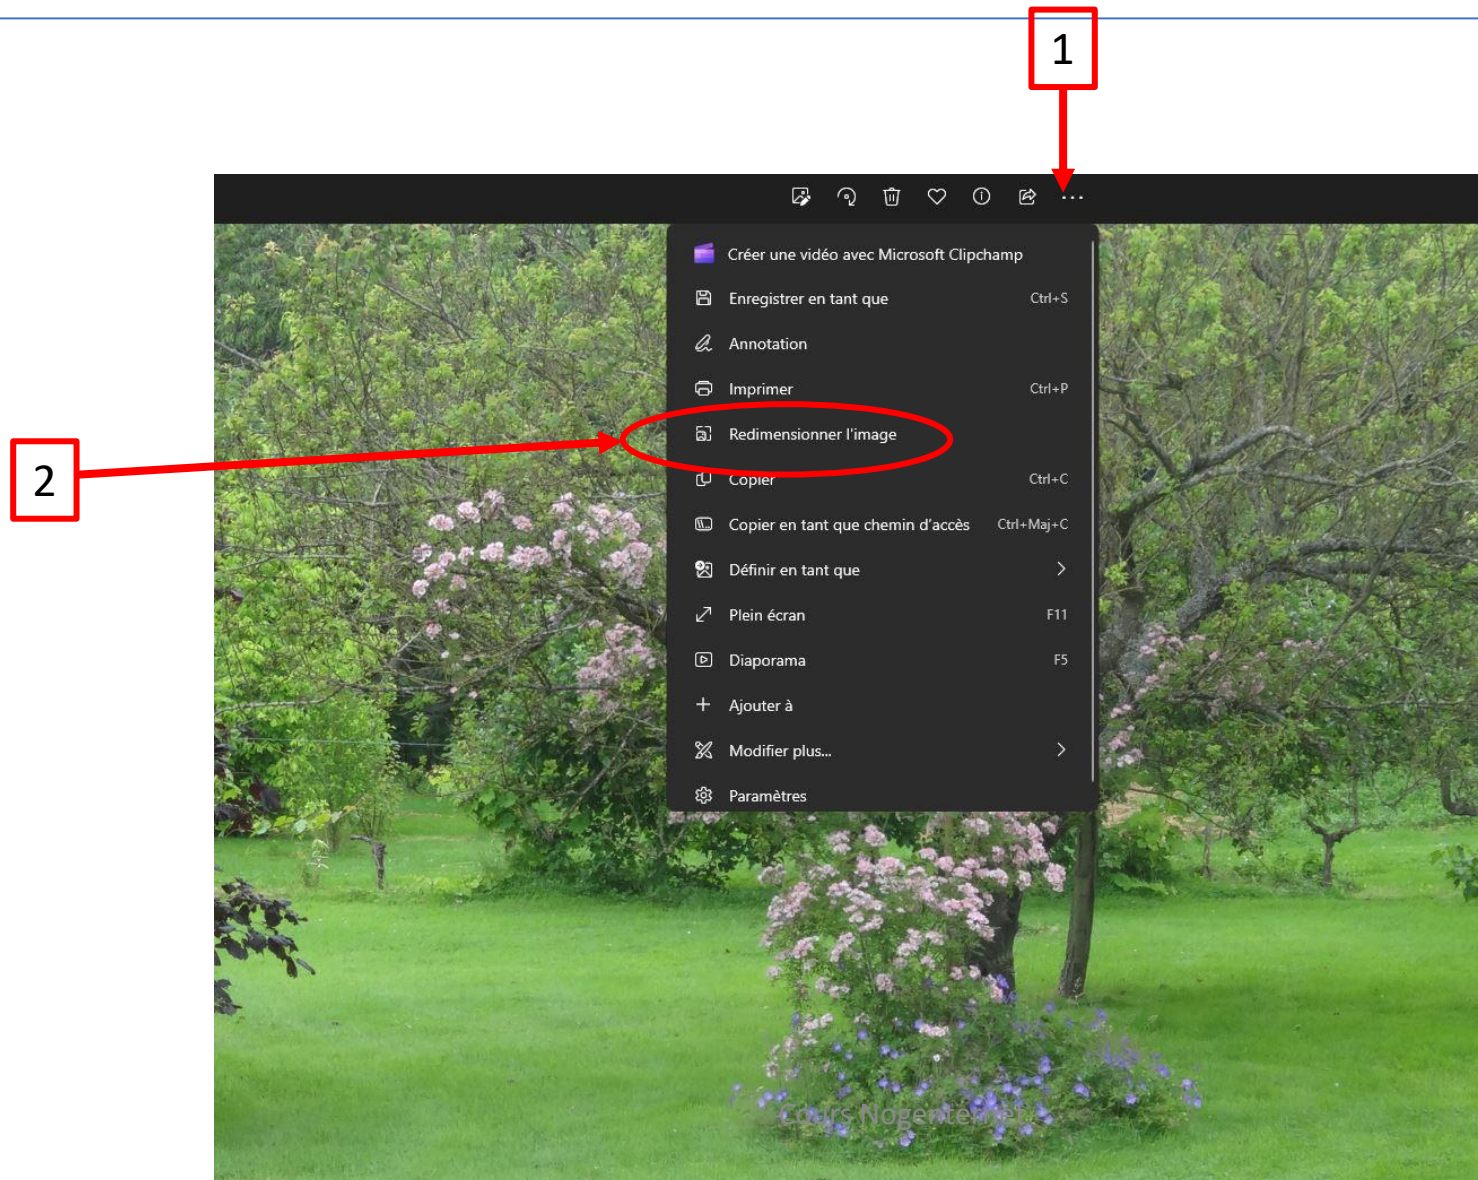 1
Créer une vidéo avec Microsoft Clipchamp
Enregistrer en tant que Ctrl+S
Annotation
Imprimer Ctrl+P
Redimensionner l'image
2
Copier Ctrl+C
Copier en tant que chemin d'accès Ctrl+Maj+C
Définir en tant que
Plein écran F11
Diaporama F5
Ajouter à
Modifier plus...
Paramètres
Cours Nogenternet